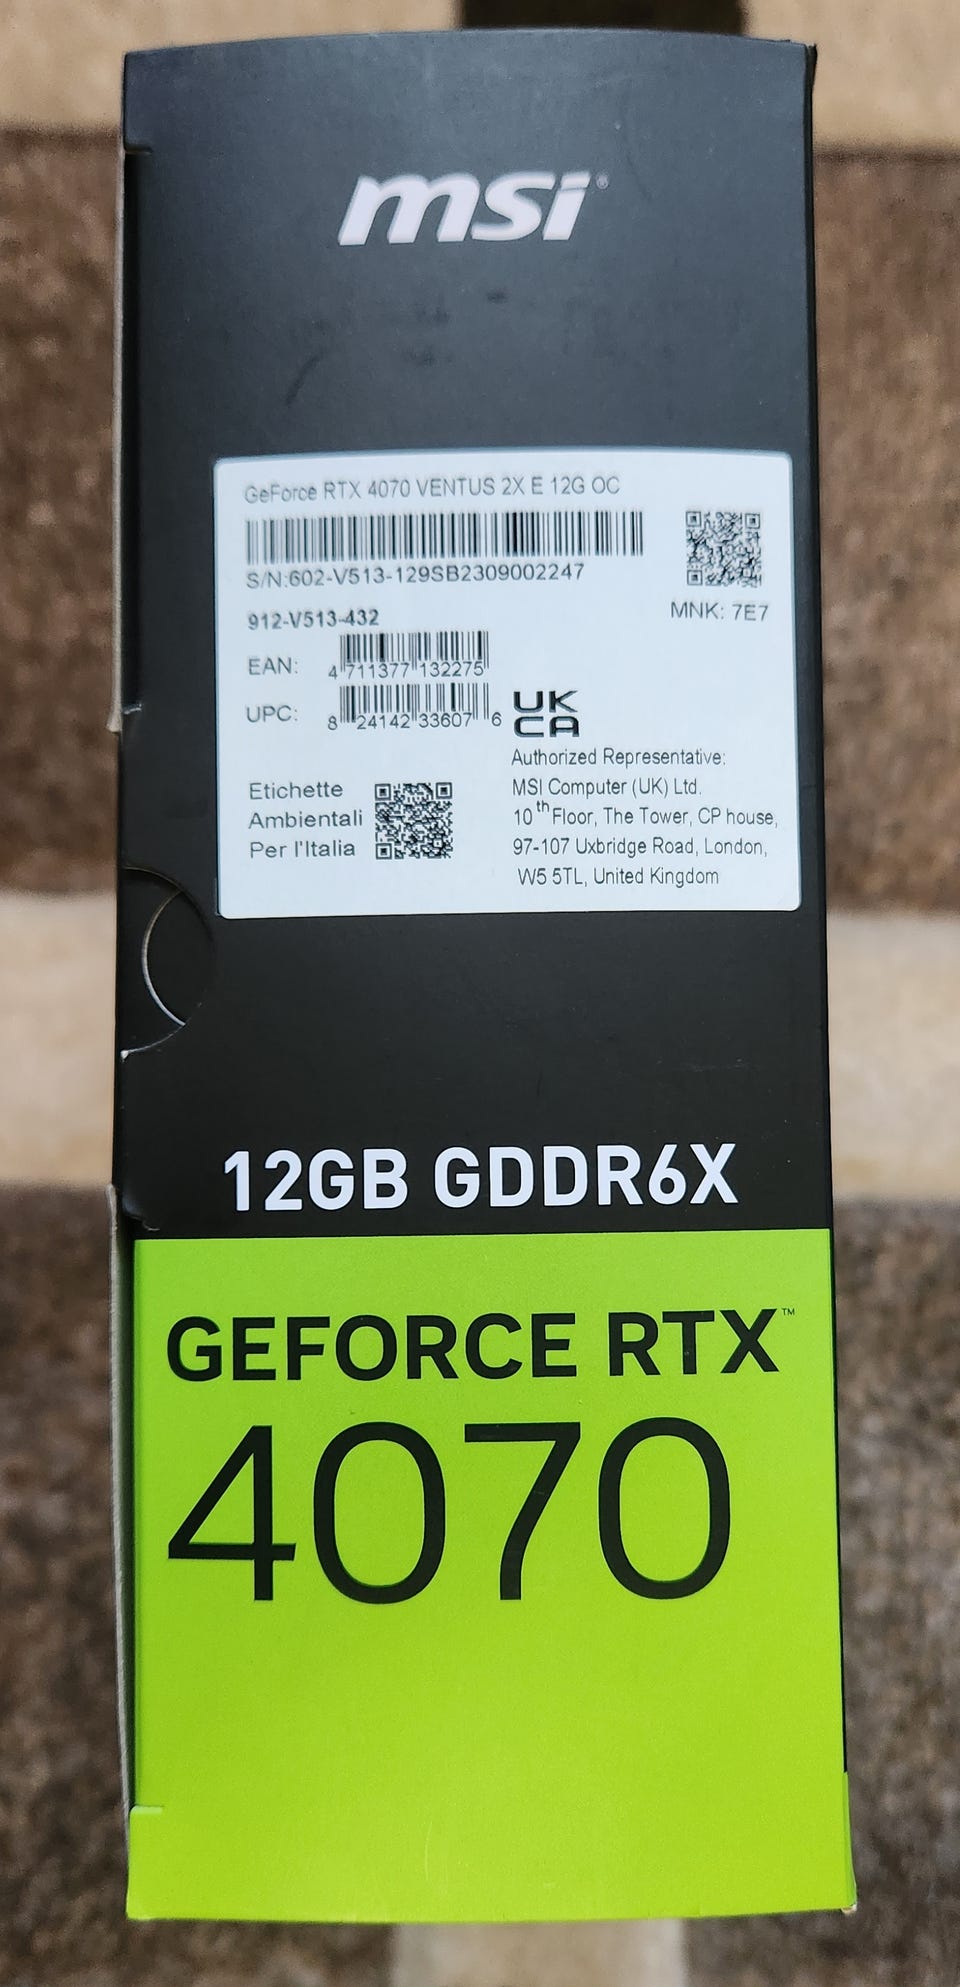 msi
GeForce RTX 4070 VENTUS 2X E 12G OC
S/N:602-V513-129SB2309002247
912-V513-432
MNK: 7E7
EAN: 4 711377 132275
UPC: 8 24142 33607 6
UK
CA
Authorized Representative:
MSI Computer (UK) Ltd.
10th Floor, The Tower, CP house,
97-107 Uxbridge Road, London,
W5 5TL, United Kingdom
Etichette
Ambientali
Per l'Italia
12GB GDDR6X
GEFORCE RTX™
4070